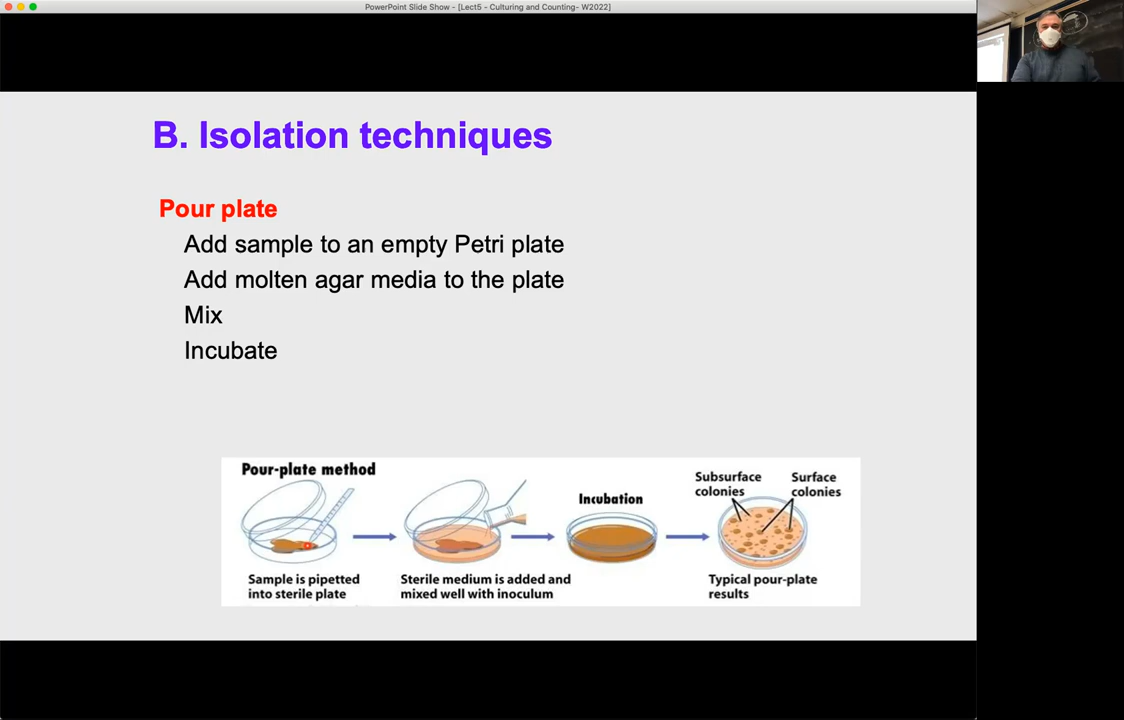 PowerPoint Slide Show - [Lect5 - Culturing and Counting- W2022]
B. Isolation techniques
Pour plate
Add sample to an empty Petri plate
Add molten agar media to the plate
Mix
Incubate
Pour-plate method
Sample is pipetted
into sterile plate
Sterile medium is added and
mixed well with inoculum
Incubation
Subsurface
colonies
Surface
colonies
Typical pour-plate
results